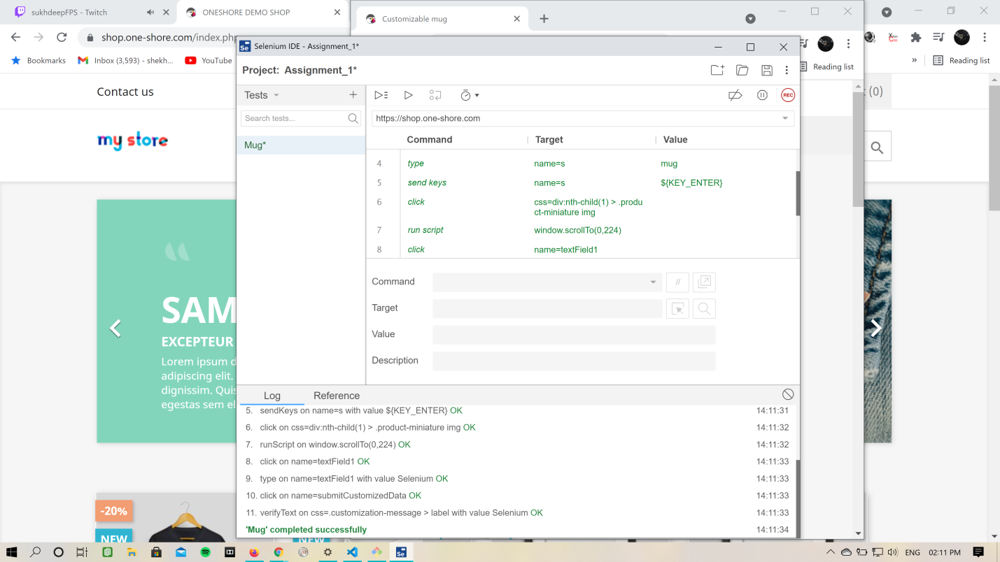 sukhdeepFPS - Twitch
ONESHORE DEMO SHOP
Customizable mug
shop.one-shore.com/index.php
Bookmarks
Inbox (3,593) - shekh...
YouTube
Reading list
»
Reading list
Contact us
(0)
my store
SAM
EXCEPTEUR
Lorem ipsum d
adipiscing elit.
dignissim. Quis
egestas sem el
-20%
NEW
NEW
Se
Selenium IDE - Assignment_1*
Project: Assignment_1*
Tests
+
REC
Search tests...
https://shop.one-shore.com
Mug*
Command
Target
Value
4 type name=s mug
5 send keys name=s ${KEY_ENTER}
6 click css=div:nth-child(1) > .produ
ct-miniature img
7 run script window.scrollTo(0,224)
8 click name=textField1
Command
//
Target
Value
Description
Log
Reference
5. sendKeys on name=s with value ${KEY_ENTER} OK 14:11:31
6. click on css=div:nth-child(1) > .product-miniature img OK 14:11:32
7. runScript on window.scrollTo(0,224) OK 14:11:32
8. click on name=textField1 OK 14:11:33
9. type on name=textField1 with value Selenium OK 14:11:33
10. click on name=submitCustomizedData OK 14:11:33
11. verifyText on css=.customization-message > label with value Selenium OK 14:11:33
'Mug' completed successfully 14:11:34
Se
ENG
02:11 PM